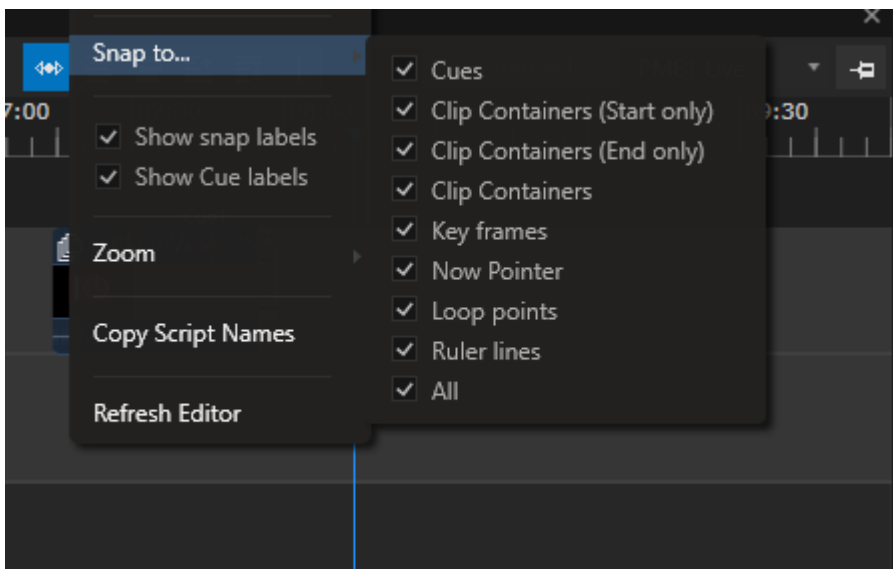 Snap to...
7:00
Show snap labels
Show Cue labels
Zoom
Copy Script Names
Refresh Editor
Cues
Clip Containers (Start only)
:30
Clip Containers (End only)
Clip Containers
Key frames
Now Pointer
Loop points
Ruler lines
All